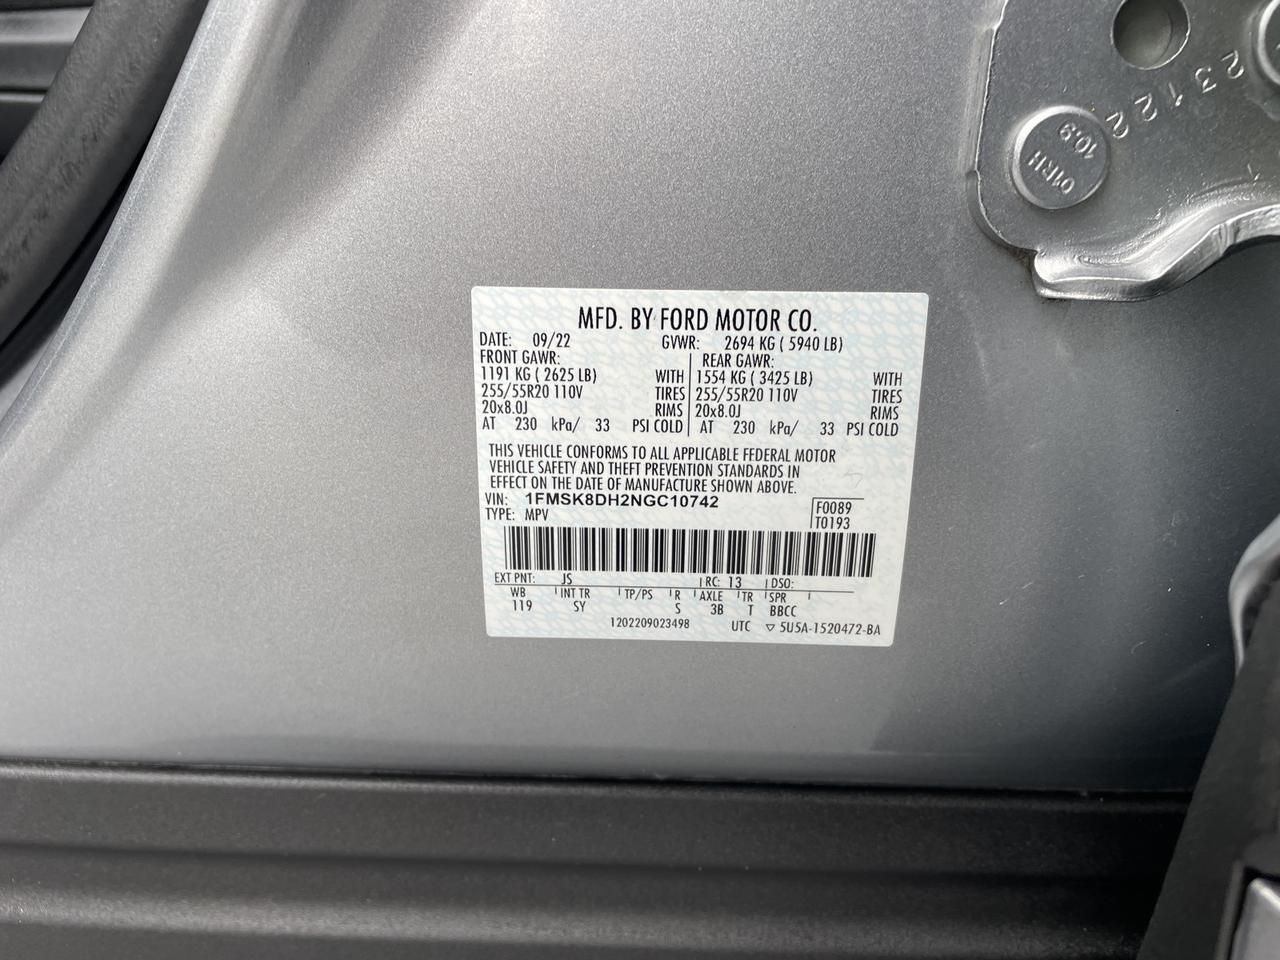 23122
01RH
10.9
MFD. BY FORD MOTOR CO.
DATE: 09/22 GVWR: 2694 KG ( 5940 LB)
FRONT GAWR: REAR GAWR:
1191 KG ( 2625 LB) WITH 1554 KG ( 3425 LB) WITH
255/55R20 110V TIRES 255/55R20 110V TIRES
20x8.0J RIMS 20x8.0J RIMS
AT 230 kPa/ 33 PSI COLD AT 230 kPa/ 33 PSI COLD
THIS VEHICLE CONFORMS TO ALL APPLICABLE FEDERAL MOTOR
VEHICLE SAFETY AND THEFT PREVENTION STANDARDS IN
EFFECT ON THE DATE OF MANUFACTURE SHOWN ABOVE.
VIN: 1FMSK8DH2NGC10742
TYPE: MPV
F0089
T0193
EXT PNT: JS RC: 13 DSO:
WB INT TR TP/PS R AXLE TR SPR
119 SY S 3B T BBCC
1202209023498 UTC ▽ 5U5A-1520472-BA